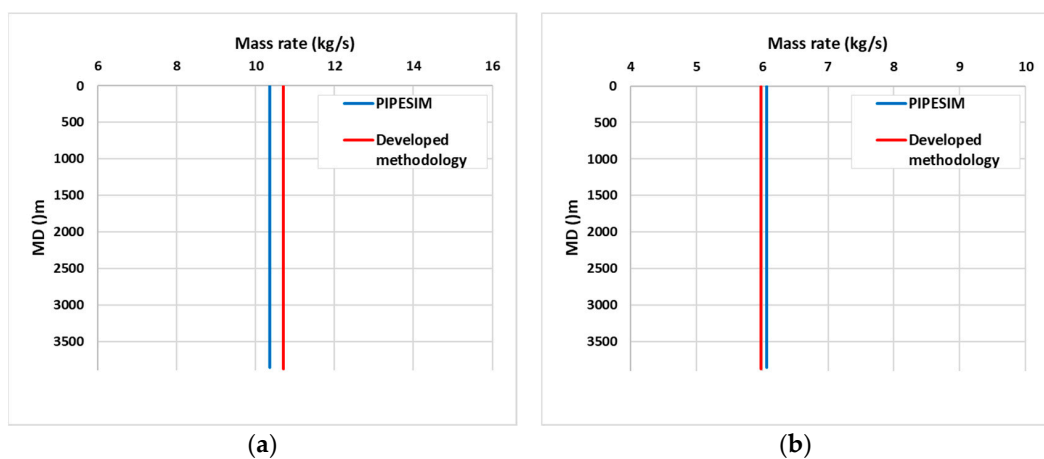 Mass rate (kg/s)
6 8 10 12 14 16
0
500
1000
1500
2000
2500
3000
3500
MD ()m
PIPESIM
Developed
methodology
(a)
Mass rate (kg/s)
4 5 6 7 8 9 10
0
500
1000
1500
2000
2500
3000
3500
MD ()m
PIPESIM
Developed
methodology
(b)